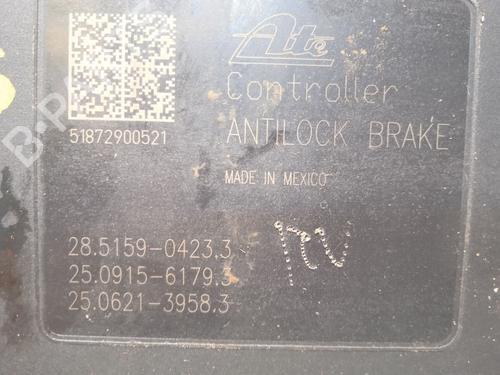 Ate
Controller
51872900521
ANTILOCK BRAKE
MADE IN MEXICO
28.5159-0423.3
25.0915-6179.3
25.0621-3958.3